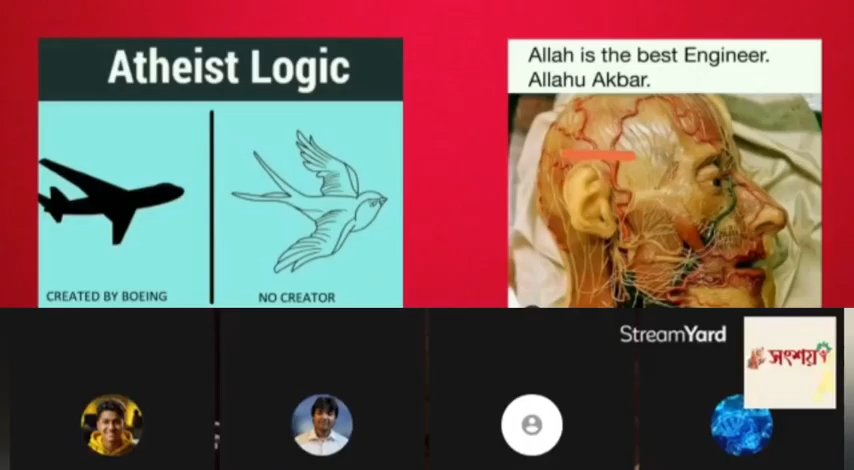 Atheist Logic
CREATED BY BOEING
NO CREATOR
Allah is the best Engineer.
Allahu Akbar.
StreamYard
সংশয়